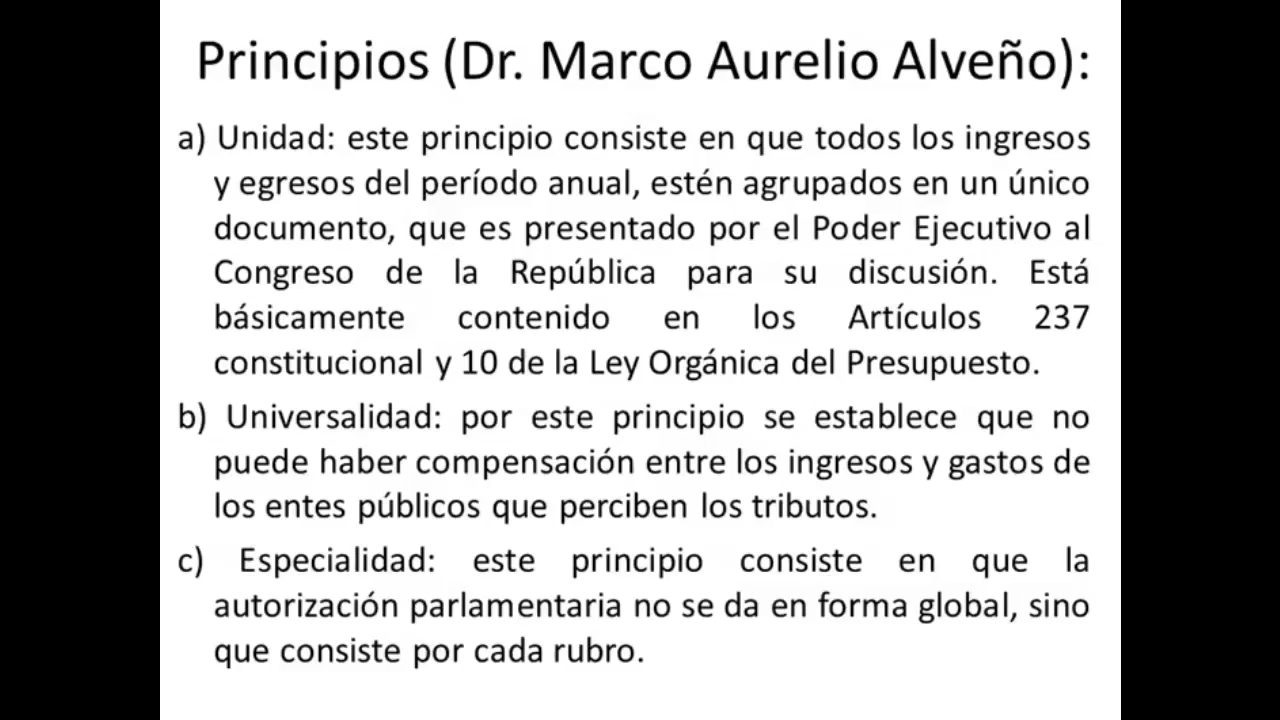 Principios (Dr. Marco Aurelio Alveño):
a) Unidad: este principio consiste en que todos los ingresos
y egresos del período anual, estén agrupados en un único
documento, que es presentado por el Poder Ejecutivo al
Congreso de la República para su discusión. Está
básicamente contenido en los Artículos 237
constitucional y 10 de la Ley Orgánica del Presupuesto.
b) Universalidad: por este principio se establece que no
puede haber compensación entre los ingresos y gastos de
los entes públicos que perciben los tributos.
c) Especialidad: este principio consiste en que la
autorización parlamentaria no se da en forma global, sino
que consiste por cada rubro.